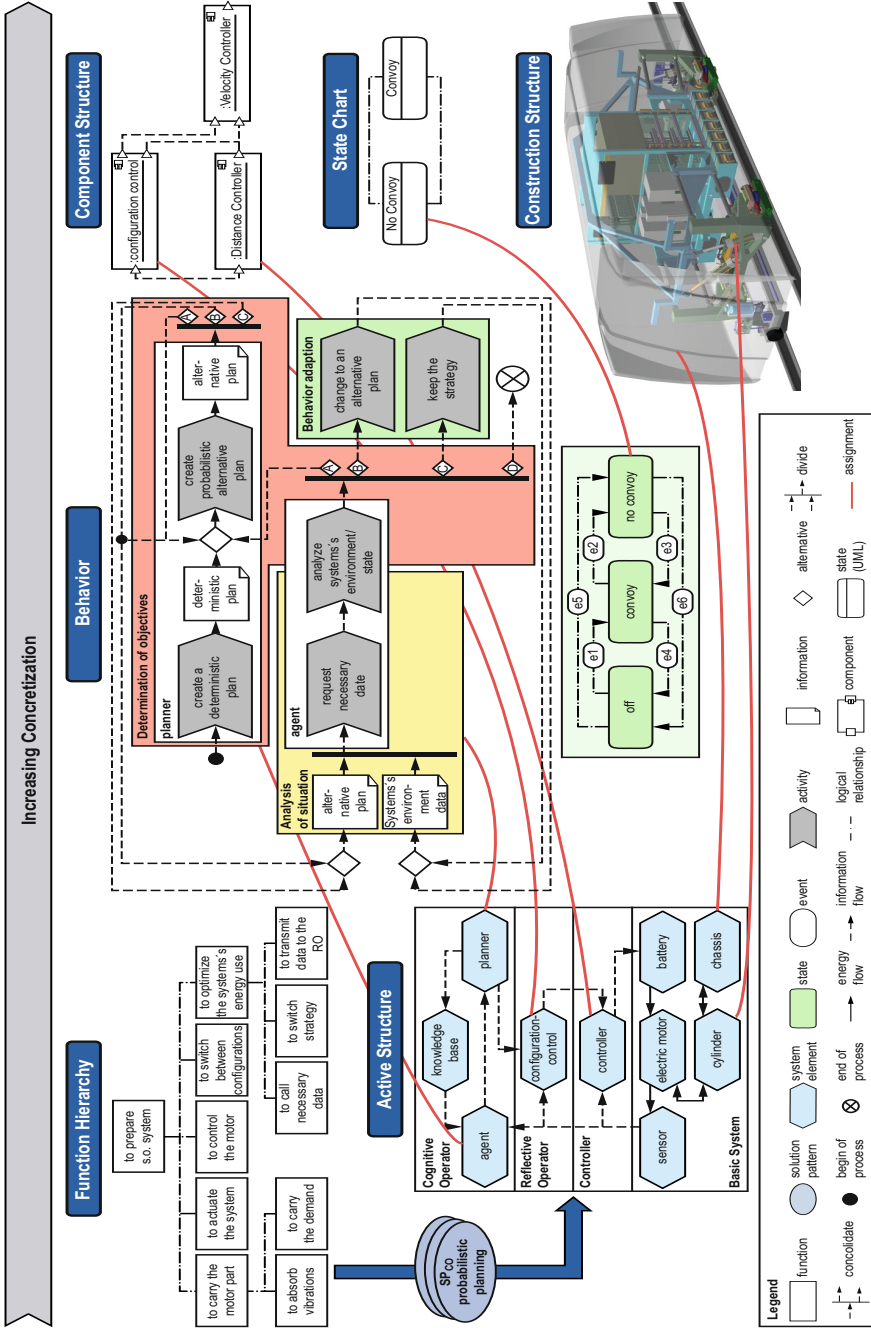 Increasing Concretization
Function Hierarchy
to prepare
s.o. system
to carry the
motor part
to actuate
the system
to control
the motor
to switch
between
configurations
to optimize
the systems´s
energy use
to absorb
vibrations
to carry
the demand
to call
necessary
data
to switch
strategy
to transmit
data to the
RO
SPCO
probabilistic
planning
Active Structure
Cognitive
Operator
knowledge
base
agent
planner
Reflective
Operator
configuration-
control
Controller
controller
sensor
electric motor
battery
cylinder
chassis
Basic System
Behavior
Determination of objectives
planner
create a
deterministic
plan
deter-
ministic
plan
create
probabilistic
alternative
plan
alter-
native
plan
A
B
C
Analysis
of situation
alter-
native
plan
Systems´s
environ-
ment
data
agent
request
necessary
date
analyze
systems´s
environment/
state
A
B
C
D
Behavior adaption
change to an
alternative
plan
keep the
strategy
e5
e1
e2
off
convoy
no convoy
e4
e3
e6
Component Structure
:configuration control
:Distance Controller
:Velocity Controller
State Chart
No Convoy
Convoy
Construction Structure
Legend
function
solution
pattern
system
element
state
event
activity
information
alternative
divide
consolidate
begin of
process
end of
process
energy
flow
information
flow
logical
relationship
component
state
(UML)
assignment